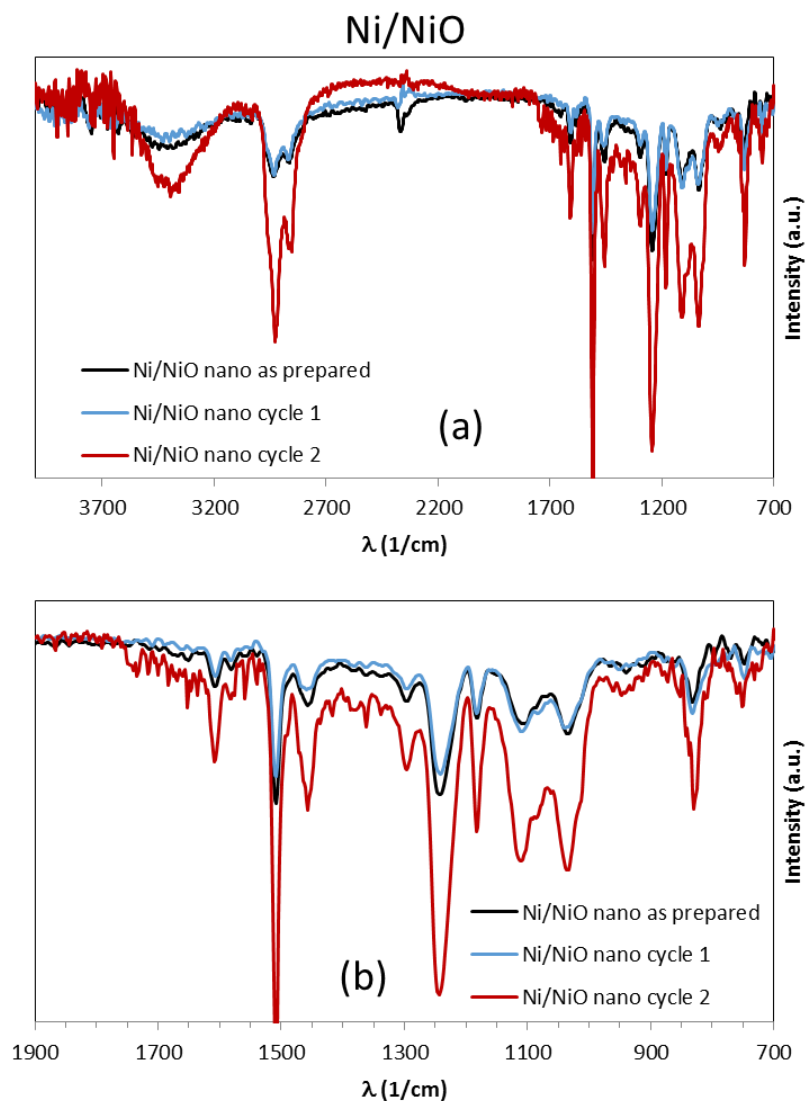 Ni/NiO
Intensity (a.u.)
Ni/NiO nano as prepared
Ni/NiO nano cycle 1
Ni/NiO nano cycle 2
(a)
3700 3200 2700 2200 1700 1200 700
λ (1/cm)
Intensity (a.u.)
Ni/NiO nano as prepared
Ni/NiO nano cycle 1
Ni/NiO nano cycle 2
(b)
1900 1700 1500 1300 1100 900 700
λ (1/cm)